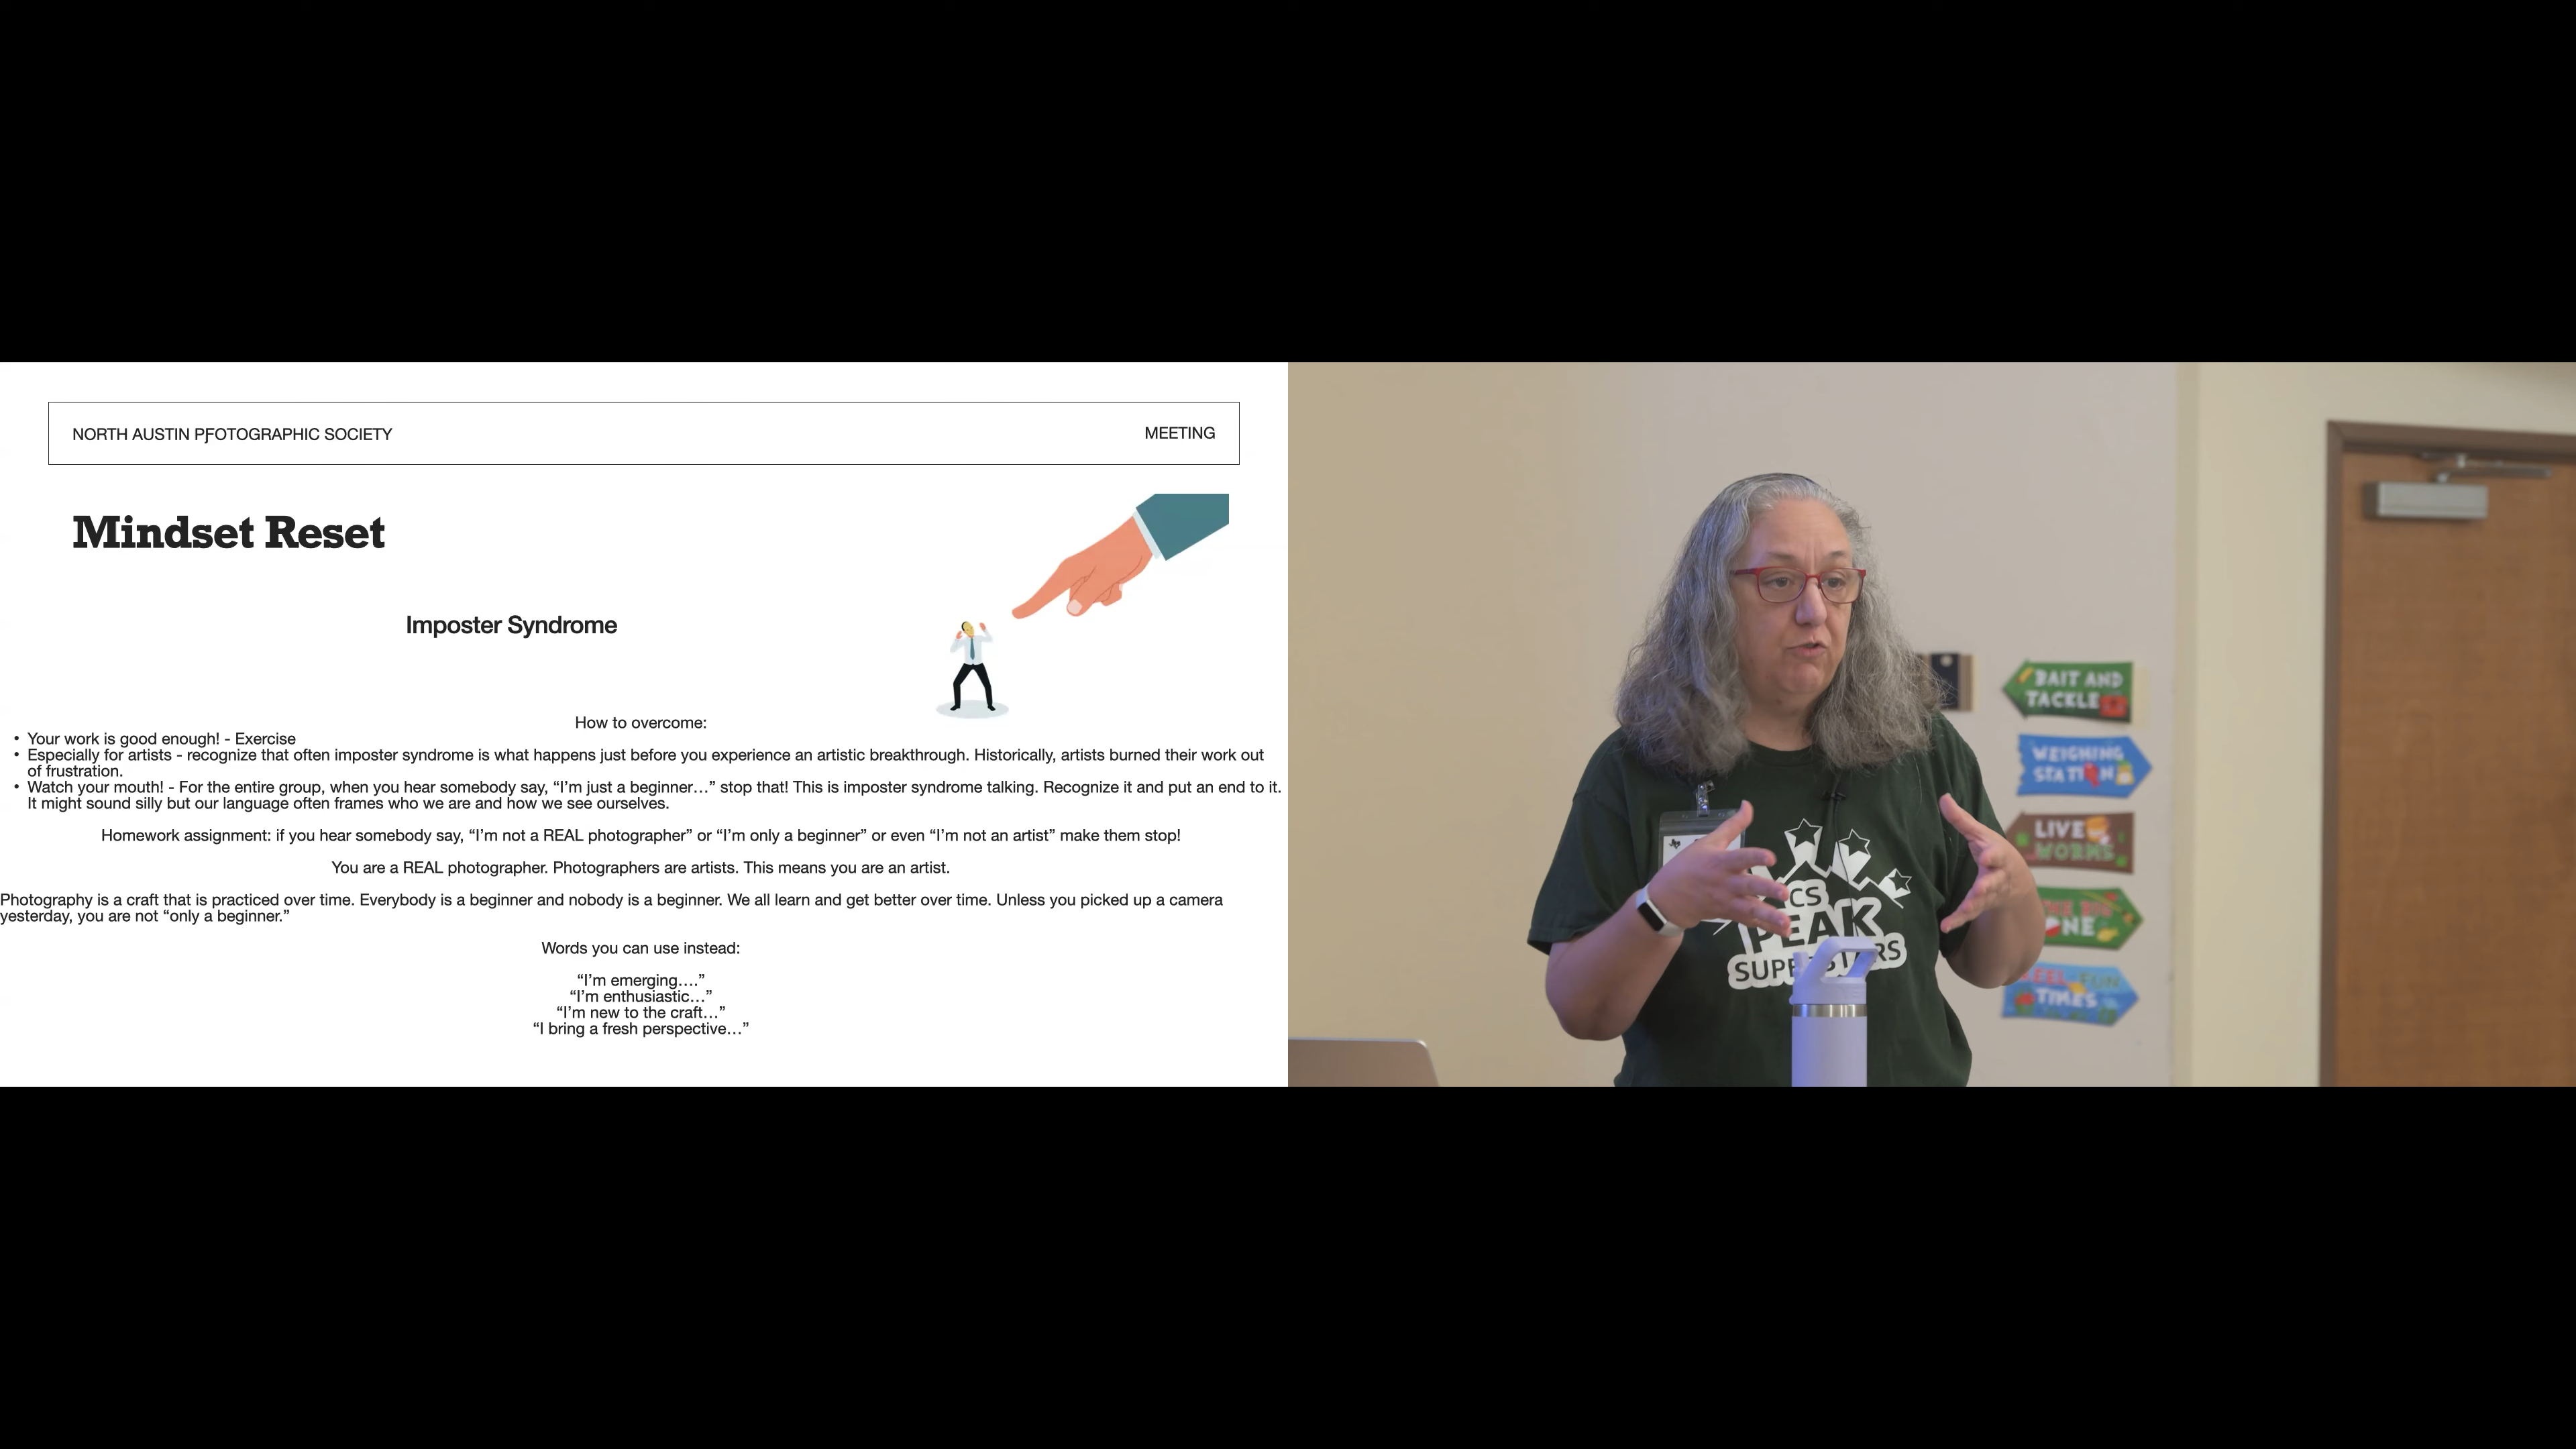 NORTH AUSTIN PƒOTOGRAPHIC SOCIETY
MEETING
Mindset Reset
Imposter Syndrome
How to overcome:
• Your work is good enough! - Exercise
• Especially for artists - recognize that often imposter syndrome is what happens just before you experience an artistic breakthrough. Historically, artists burned their work out
of frustration.
• Watch your mouth! - For the entire group, when you hear somebody say, “I’m just a beginner…” stop that! This is imposter syndrome talking. Recognize it and put an end to it.
It might sound silly but our language often frames who we are and how we see ourselves.
Homework assignment: if you hear somebody say, “I’m not a REAL photographer” or “I’m only a beginner” or even “I’m not an artist” make them stop!
You are a REAL photographer. Photographers are artists. This means you are an artist.
Photography is a craft that is practiced over time. Everybody is a beginner and nobody is a beginner. We all learn and get better over time. Unless you picked up a camera
yesterday, you are not “only a beginner.”
Words you can use instead:
“I’m emerging….”
“I’m enthusiastic…”
“I’m new to the craft…”
“I bring a fresh perspective…”
BAIT AND
TACKLE
WEIGHING
STATION
LIVE
WORMS
TIMES
CS
PEAK